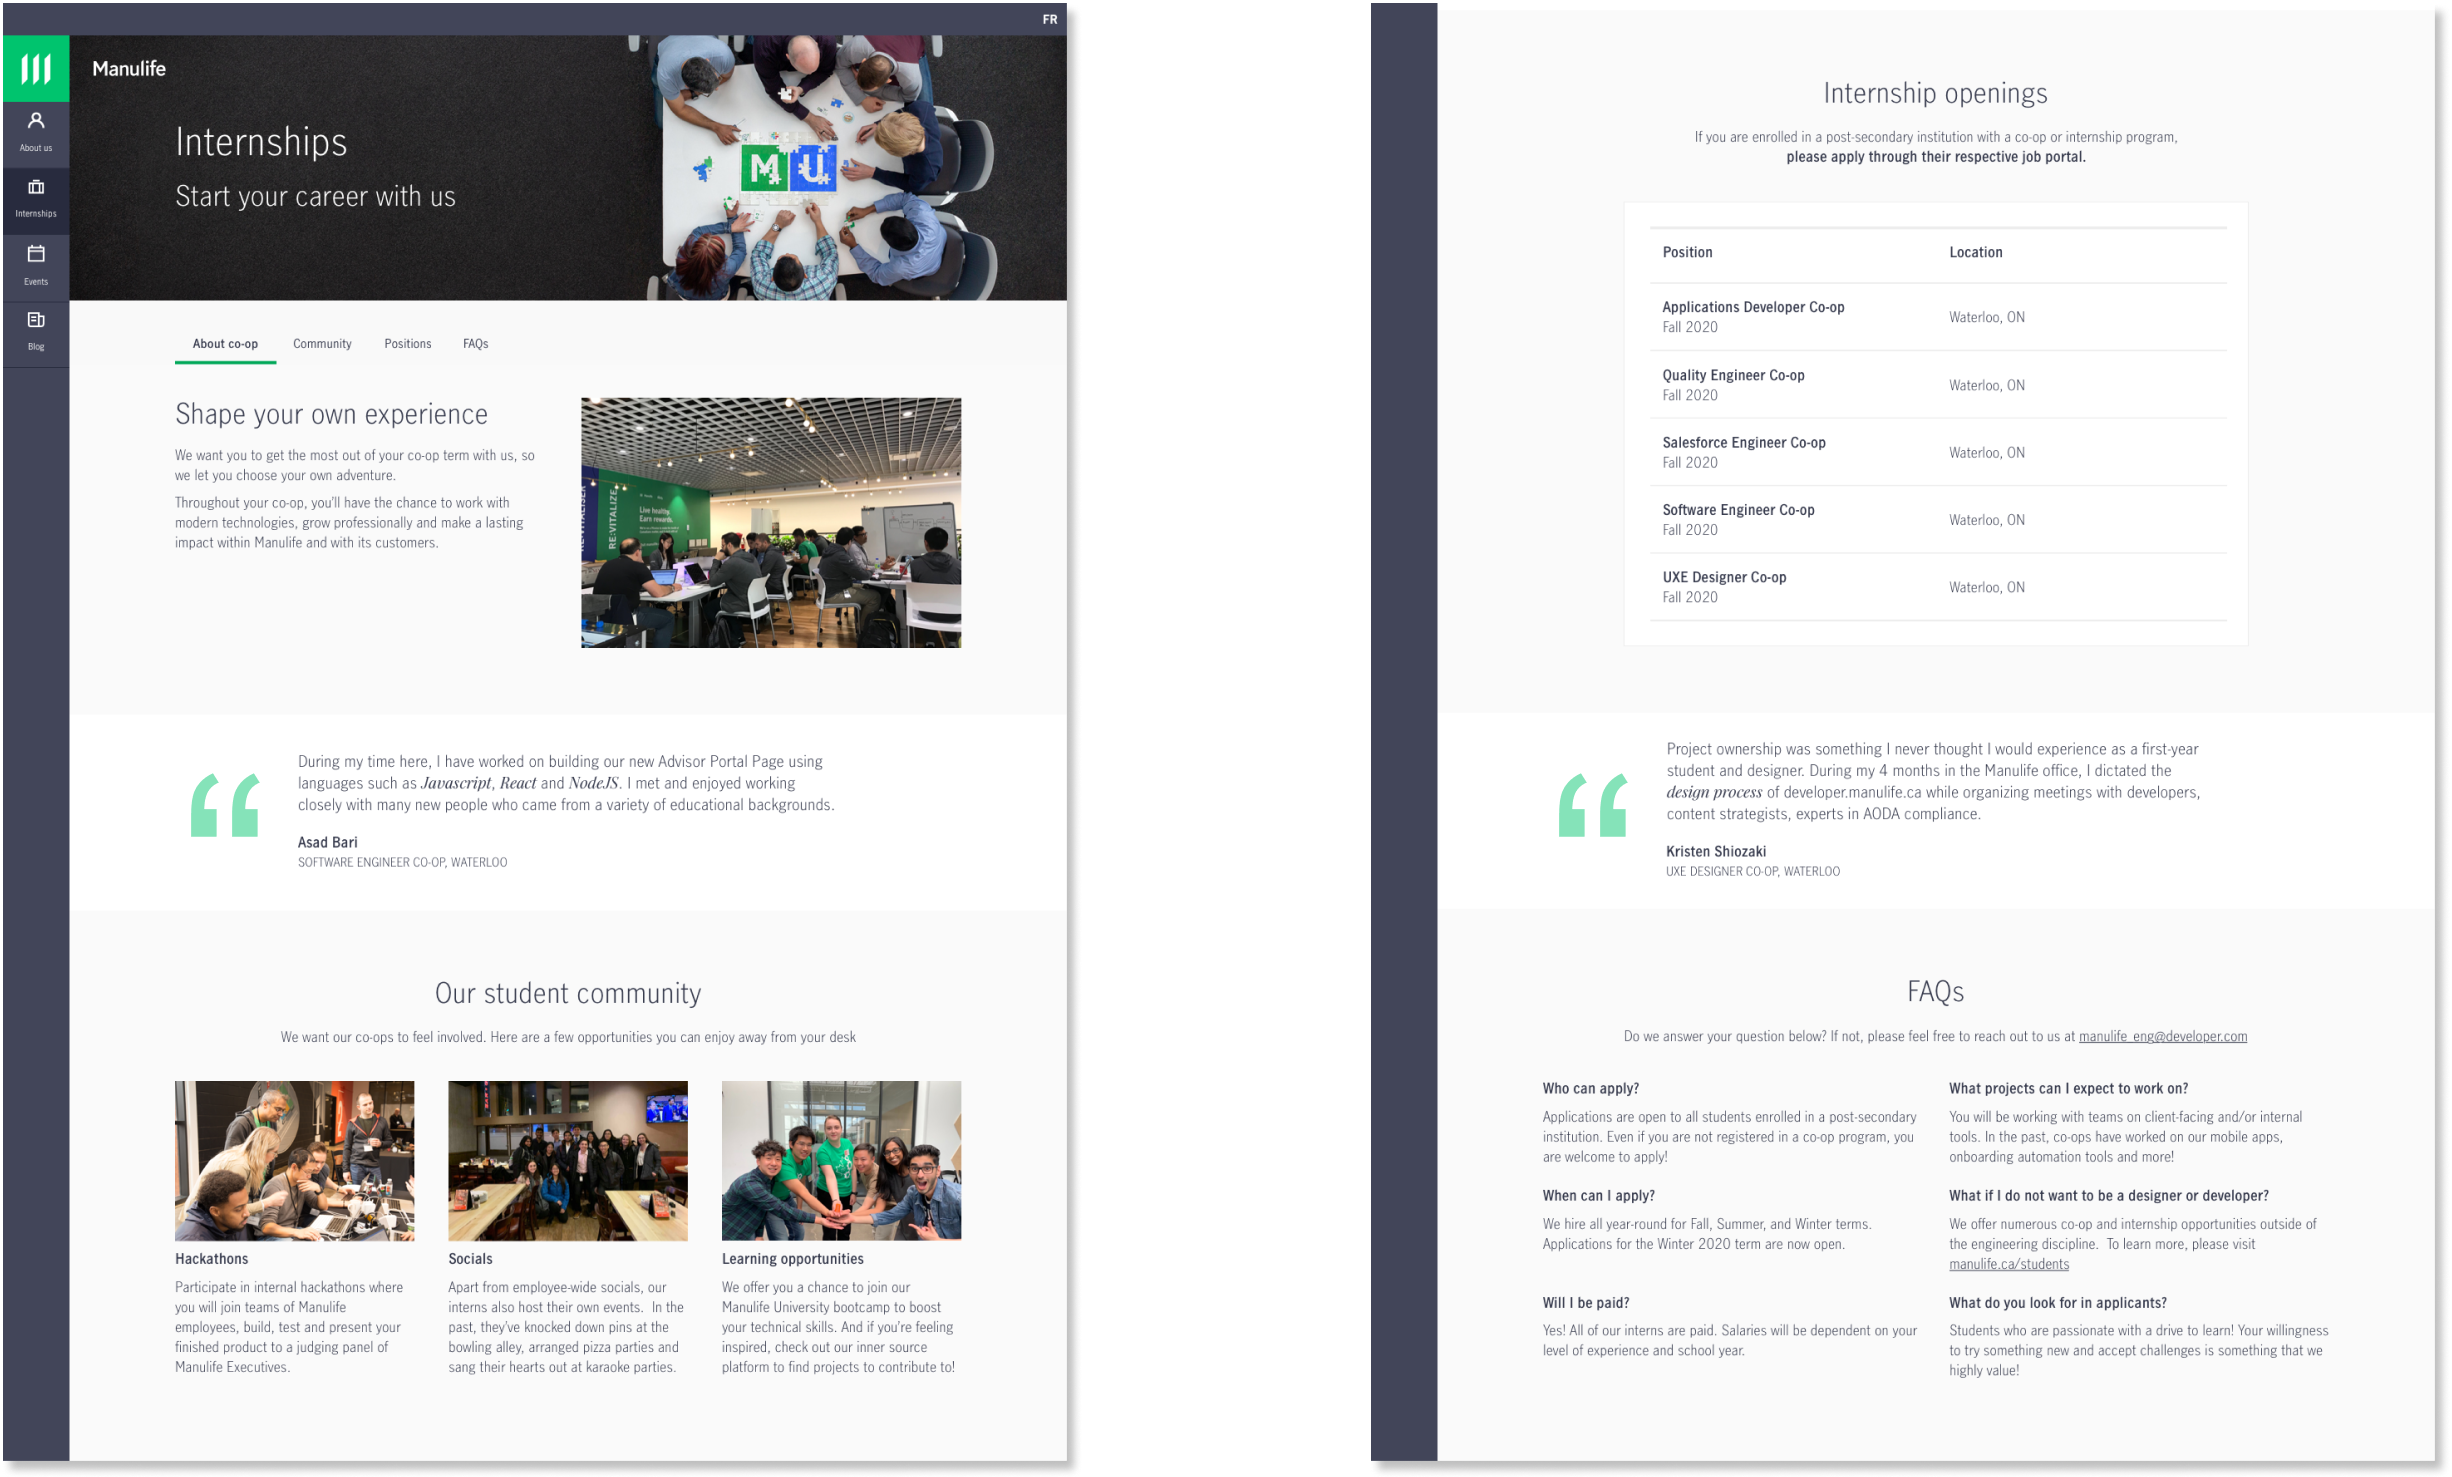 FR
Manulife
Internships
Start your career with us
MU
About us
Internships
Events
Blog
About co-op
Community
Positions
FAQs
Shape your own experience
We want you to get the most out of your co-op term with us, so
we let you choose your own adventure.
Throughout your co-op, you'll have the chance to work with
modern technologies, grow professionally and make a lasting
impact within Manulife and with its customers.
RE:VITALIZE
Live healthy.
Earn rewards.
During my time here, I have worked on building our new Advisor Portal Page using
languages such as Javascript, React and NodeJS. I met and enjoyed working
closely with many new people who came from a variety of educational backgrounds.
Asad Bari
SOFTWARE ENGINEER CO-OP, WATERLOO
Our student community
We want our co-ops to feel involved. Here are a few opportunities you can enjoy away from your desk
Hackathons
Participate in internal hackathons where
you will join teams of Manulife
employees, build, test and present your
finished product to a judging panel of
Manulife Executives.
Socials
Apart from employee-wide socials, our
interns also host their own events.  In the
past, they've knocked down pins at the
bowling alley, arranged pizza parties and
sang their hearts out at karaoke parties.
Learning opportunities
We offer you a chance to join our
Manulife University bootcamp to boost
your technical skills. And if you're feeling
inspired, check out our inner source
platform to find projects to contribute to!
Internship openings
If you are enrolled in a post-secondary institution with a co-op or internship program,
please apply through their respective job portal.
Position Location
Applications Developer Co-op
Fall 2020
Waterloo, ON
Quality Engineer Co-op
Fall 2020
Waterloo, ON
Salesforce Engineer Co-op
Fall 2020
Waterloo, ON
Software Engineer Co-op
Fall 2020
Waterloo, ON
UXE Designer Co-op
Fall 2020
Waterloo, ON
Project ownership was something I never thought I would experience as a first-year
student and designer. During my 4 months in the Manulife office, I dictated the
design process of developer.manulife.ca while organizing meetings with developers,
content strategists, experts in AODA compliance.
Kristen Shiozaki
UXE DESIGNER CO-OP, WATERLOO
FAQs
Do we answer your question below? If not, please feel free to reach out to us at manulife_eng@developer.com
Who can apply?
Applications are open to all students enrolled in a post-secondary
institution. Even if you are not registered in a co-op program, you
are welcome to apply!
What projects can I expect to work on?
You will be working with teams on client-facing and/or internal
tools. In the past, co-ops have worked on our mobile apps,
onboarding automation tools and more!
When can I apply?
We hire all year-round for Fall, Summer, and Winter terms.
Applications for the Winter 2020 term are now open.
What if I do not want to be a designer or developer?
We offer numerous co-op and internship opportunities outside of
the engineering discipline.  To learn more, please visit
manulife.ca/students
Will I be paid?
Yes! All of our interns are paid. Salaries will be dependent on your
level of experience and school year.
What do you look for in applicants?
Students who are passionate with a drive to learn! Your willingness
to try something new and accept challenges is something that we
highly value!